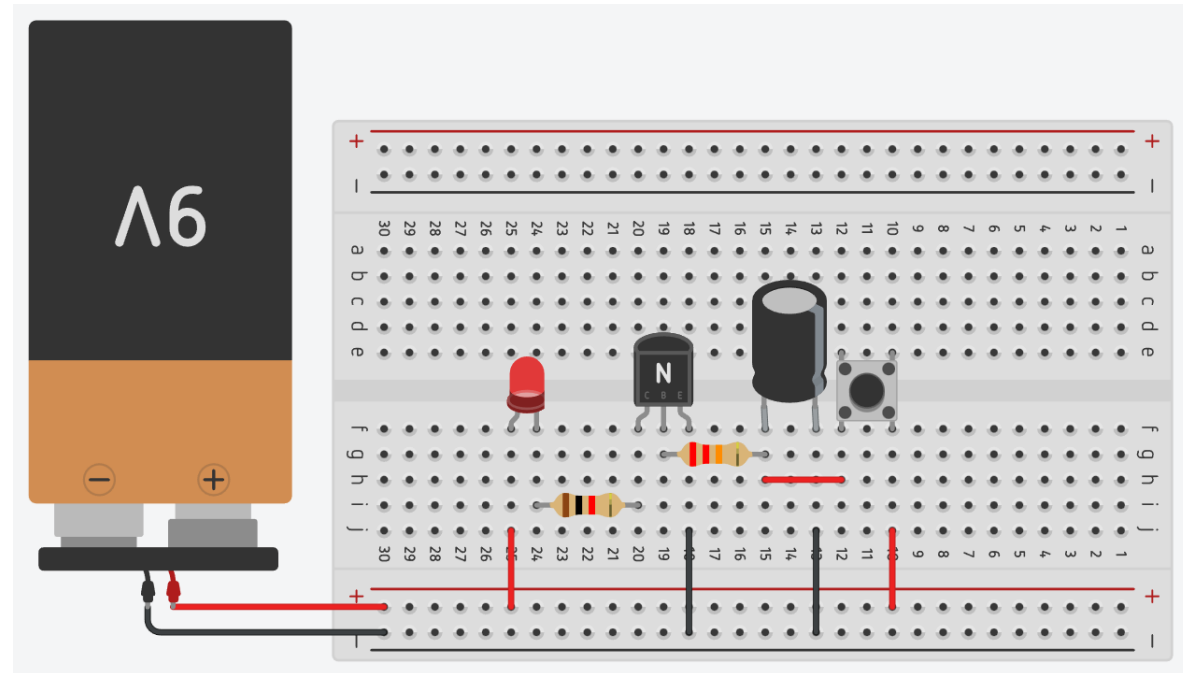 9V
+ +
− −
30 29 28 27 26 25 24 23 22 21 20 19 18 17 16 15 14 13 12 11 10 9 8 7 6 5 4 3 2 1
a a
b b
c c
d d
e e
N
C B E
f f
g g
h h
− +
i i
j j
30 29 28 27 26 25 24 23 22 21 20 19 18 17 16 15 14 13 12 11 10 9 8 7 6 5 4 3 2 1
+ +
− −